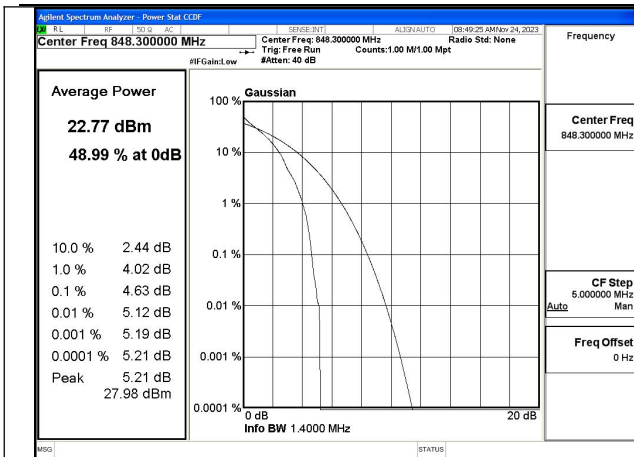 Agilent Spectrum Analyzer - Power Stat CCDF
RL RF 50 Ω AC SENSE:INT ALIGN AUTO 08:49:25 AM Nov 24, 2023
Center Freq 848.300000 MHz
Center Freq: 848.300000 MHz Radio Std: None
Trig: Free Run Counts:1.00 M/1.00 Mpt
#IFGain:Low #Atten: 40 dB
Frequency
Average Power
22.77 dBm
48.99 % at 0dB
10.0 % 2.44 dB
1.0 % 4.02 dB
0.1 % 4.63 dB
0.01 % 5.12 dB
0.001 % 5.19 dB
0.0001 % 5.21 dB
Peak 5.21 dB
27.98 dBm
Gaussian
100 %
10 %
1 %
0.1 %
0.01 %
0.001 %
0.0001 %
0 dB 20 dB
Info BW 1.4000 MHz
Center Freq
848.300000 MHz
CF Step
5.000000 MHz
Auto Man
Freq Offset
0 Hz
MSG STATUS